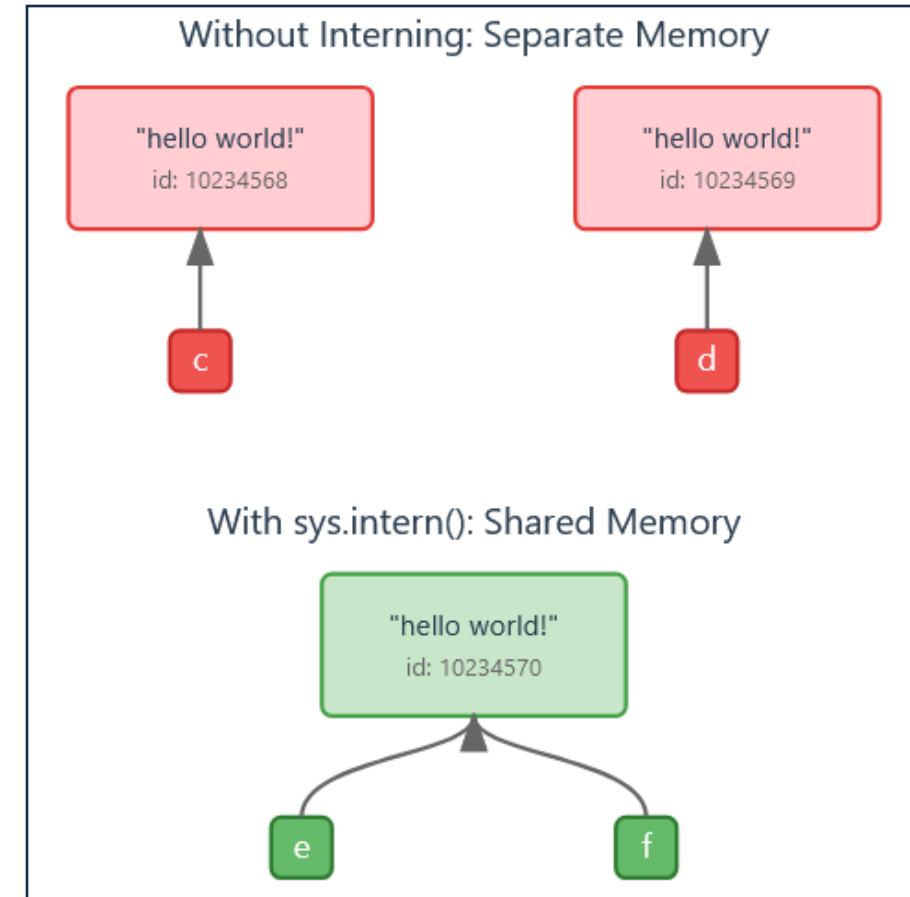 Without Interning: Separate Memory
"hello world!"
id: 10234568
"hello world!"
id: 10234569
c
d
With sys.intern(): Shared Memory
"hello world!"
id: 10234570
e
f